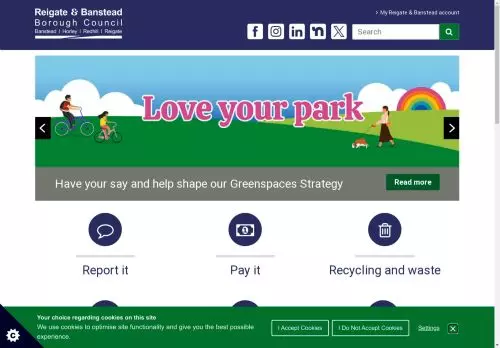 Reigate & Banstead
Borough Council
Banstead | Horley | Redhill | Reigate
My Reigate & Banstead account
Search
Love your park
Have your say and help shape our Greenspaces Strategy
Read more
Report it
Pay it
Recycling and waste
Your choice regarding cookies on this site
We use cookies to optimise site functionality and give you the best possible
experience.
I Accept Cookies
I Do Not Accept Cookies
Settings